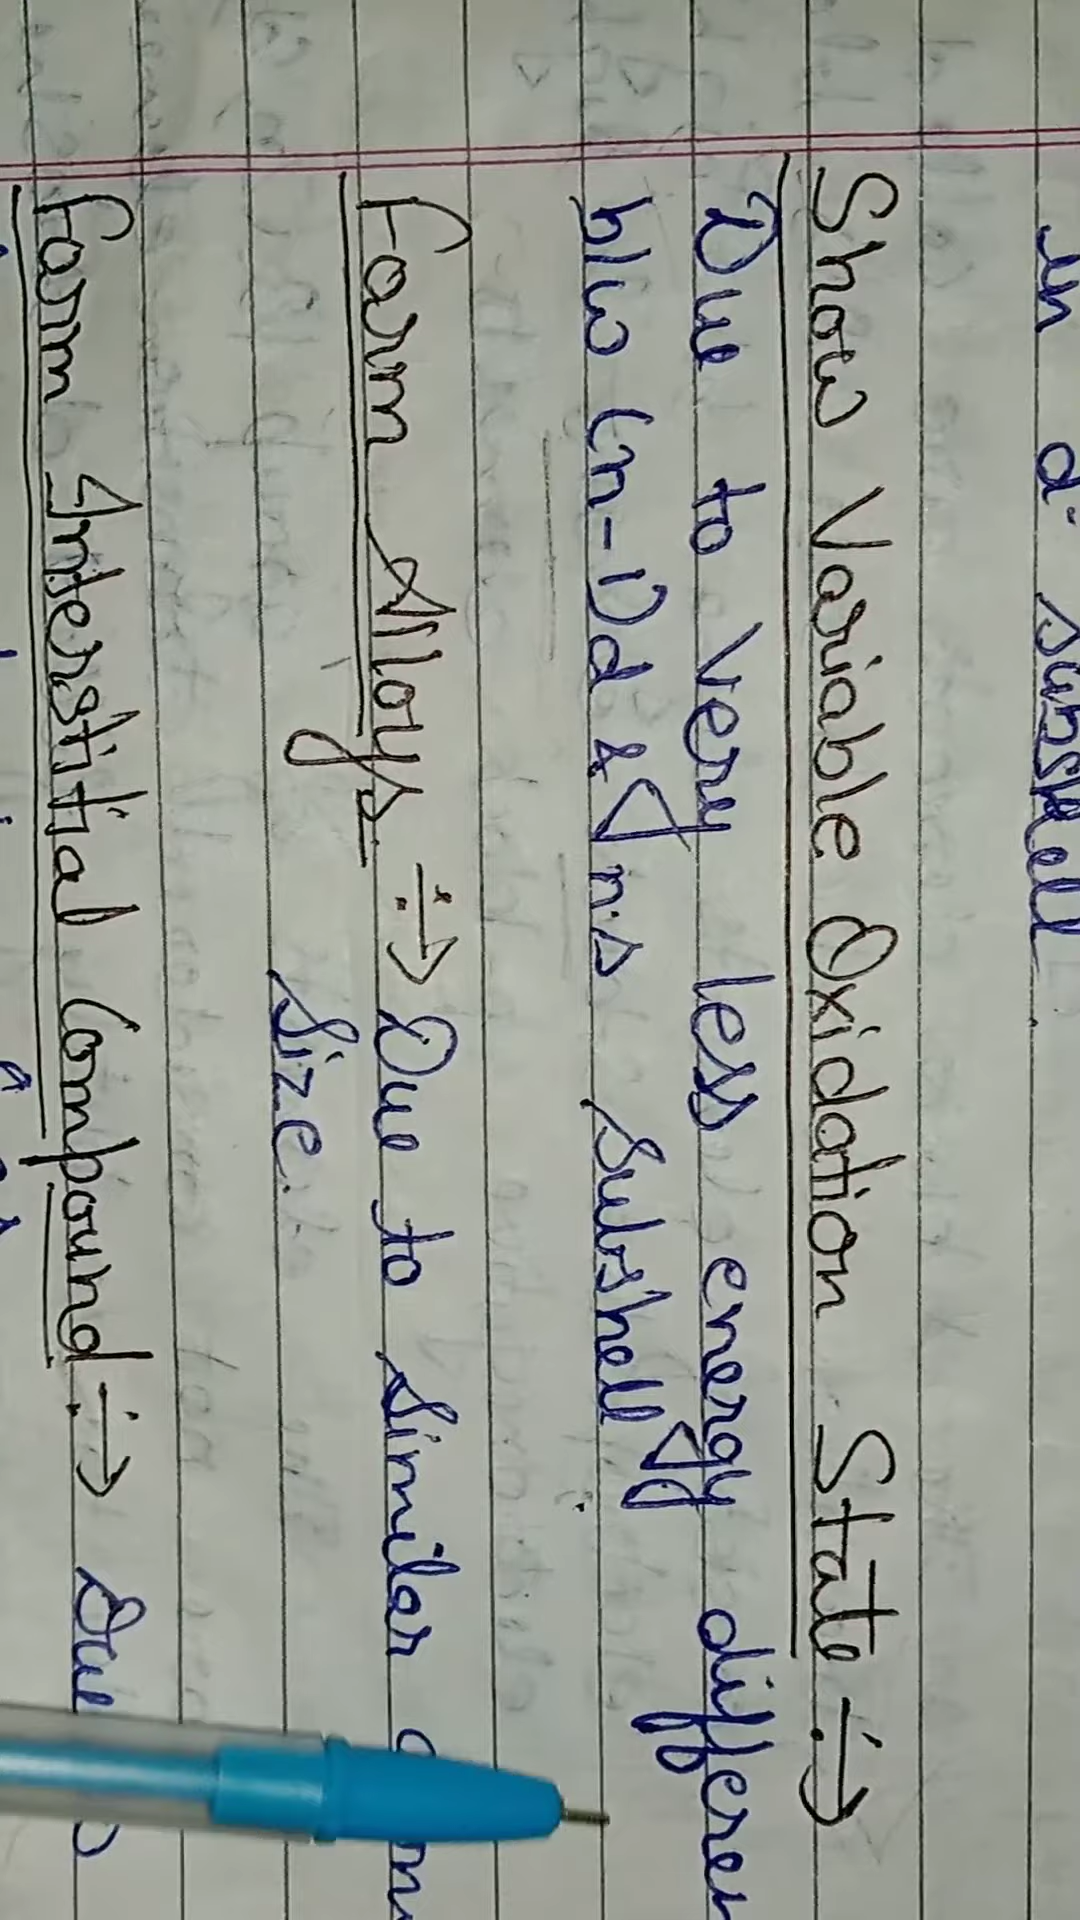 in d- subshell.
Show Variable Oxidation State ÷→
Due to very less energy differen
b/w (n-1)d & ns subshell
Form Alloys ÷→ Due to similar
size.
Form Interstitial Compound ÷→ Due